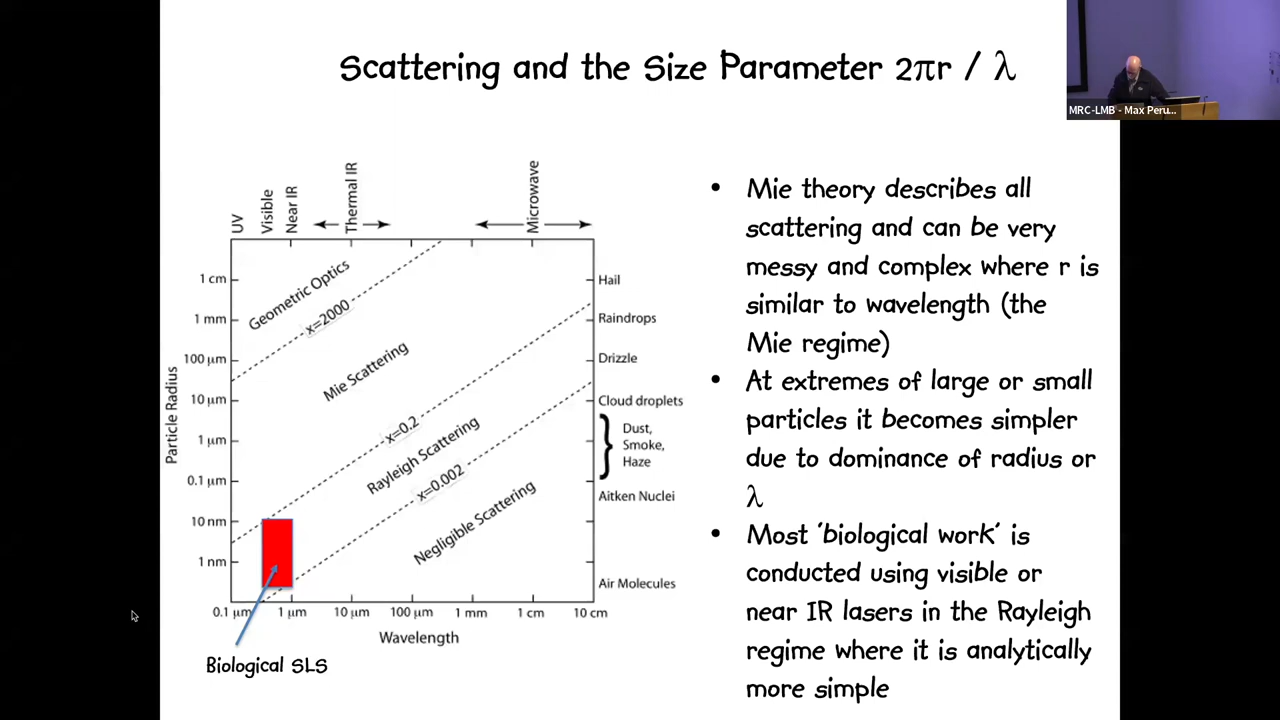 Scattering and the Size Parameter 2πr / λ
MRC-LMB - Max Peru...
UV
Visible
Near IR
Thermal IR
Microwave
Geometric Optics
x=2000
Mie Scattering
x=0.2
Rayleigh Scattering
x=0.002
Negligible Scattering
Particle Radius
1 cm
1 mm
100 μm
10 μm
1 μm
0.1 μm
10 nm
1 nm
Hail
Raindrops
Drizzle
Cloud droplets
Dust,
Smoke,
Haze
Aitken Nuclei
Air Molecules
0.1 μm
1 μm
10 μm
100 μm
1 mm
1 cm
10 cm
Wavelength
Biological SLS
• Mie theory describes all
scattering and can be very
messy and complex where r is
similar to wavelength (the
Mie regime)
• At extremes of large or small
particles it becomes simpler
due to dominance of radius or
λ
• Most 'biological work' is
conducted using visible or
near IR lasers in the Rayleigh
regime where it is analytically
more simple